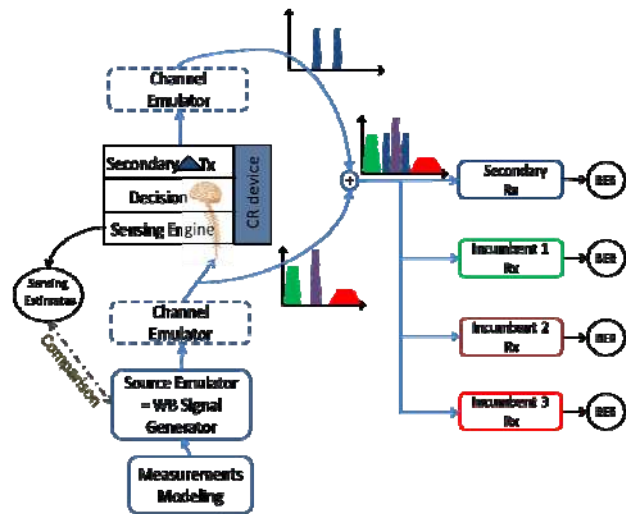 Channel
Emulator
Secondary Tx
Decision
Sensing Engine
CR device
Sensing
Estimates
Comparison
Channel
Emulator
Source Emulator
= WB Signal
Generator
Measurements
Modeling
+
Secondary
Rx
BER
Incumbent 1
Rx
BER
Incumbent 2
Rx
BER
Incumbent 3
Rx
BER